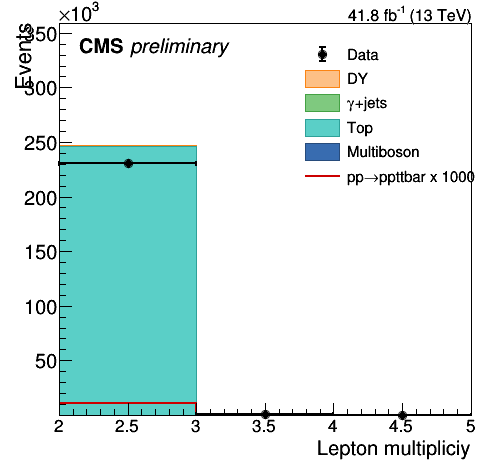 ×10³
41.8 fb⁻¹ (13 TeV)
CMS preliminary
Events
Data
DY
γ+jets
Top
Multiboson
pp→ppttbar x 1000
350
300
250
200
150
100
50
2 2.5 3 3.5 4 4.5 5
Lepton multipliciy